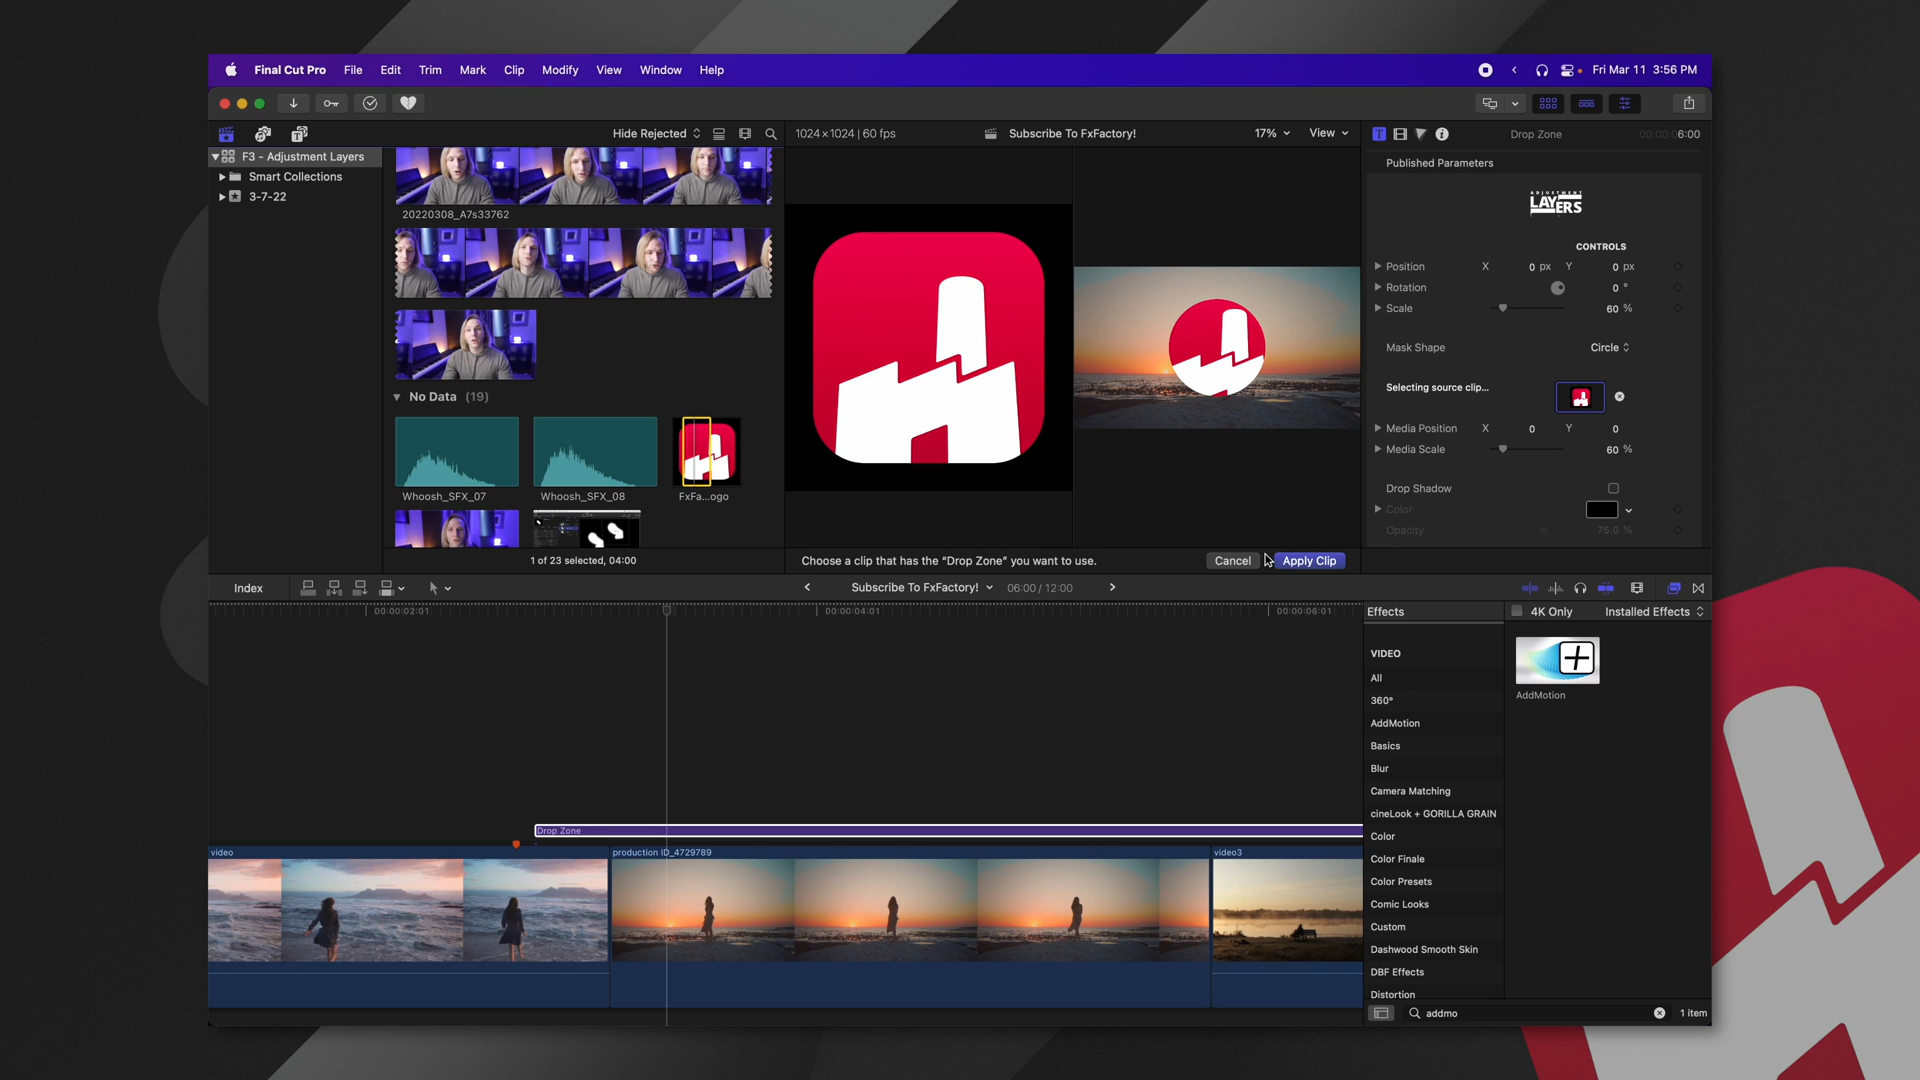 Final Cut Pro File Edit Trim Mark Clip Modify View Window Help Fri Mar 11 3:56 PM
Hide Rejected 1024 × 1024 | 60 fps Subscribe To FxFactory! 17% View Drop Zone 00:00:06:00
F3 - Adjustment Layers
Smart Collections
3-7-22
20220308_A7s33762
No Data (19)
Whoosh_SFX_07 Whoosh_SFX_08 FxFa...ogo
1 of 23 selected, 04:00
Choose a clip that has the “Drop Zone” you want to use. Cancel Apply Clip
Published Parameters
ADJUSTMENT
LAYERS
CONTROLS
Position X 0 px Y 0 px
Rotation 0 °
Scale 60 %
Mask Shape Circle
Selecting source clip...
Media Position X 0 Y 0
Media Scale 60 %
Drop Shadow
Color
Opacity 75.0 %
Index Subscribe To FxFactory! 06:00 / 12:00
00:00:02:01 00:00:04:01 00:00:06:01
Drop Zone
video production ID_4729789 video3
Effects 4K Only Installed Effects
VIDEO
All
360°
AddMotion
Basics
Blur
Camera Matching
cineLook + GORILLA GRAIN
Color
Color Finale
Color Presets
Comic Looks
Custom
Dashwood Smooth Skin
DBF Effects
Distortion
AddMotion
addmo 1 item